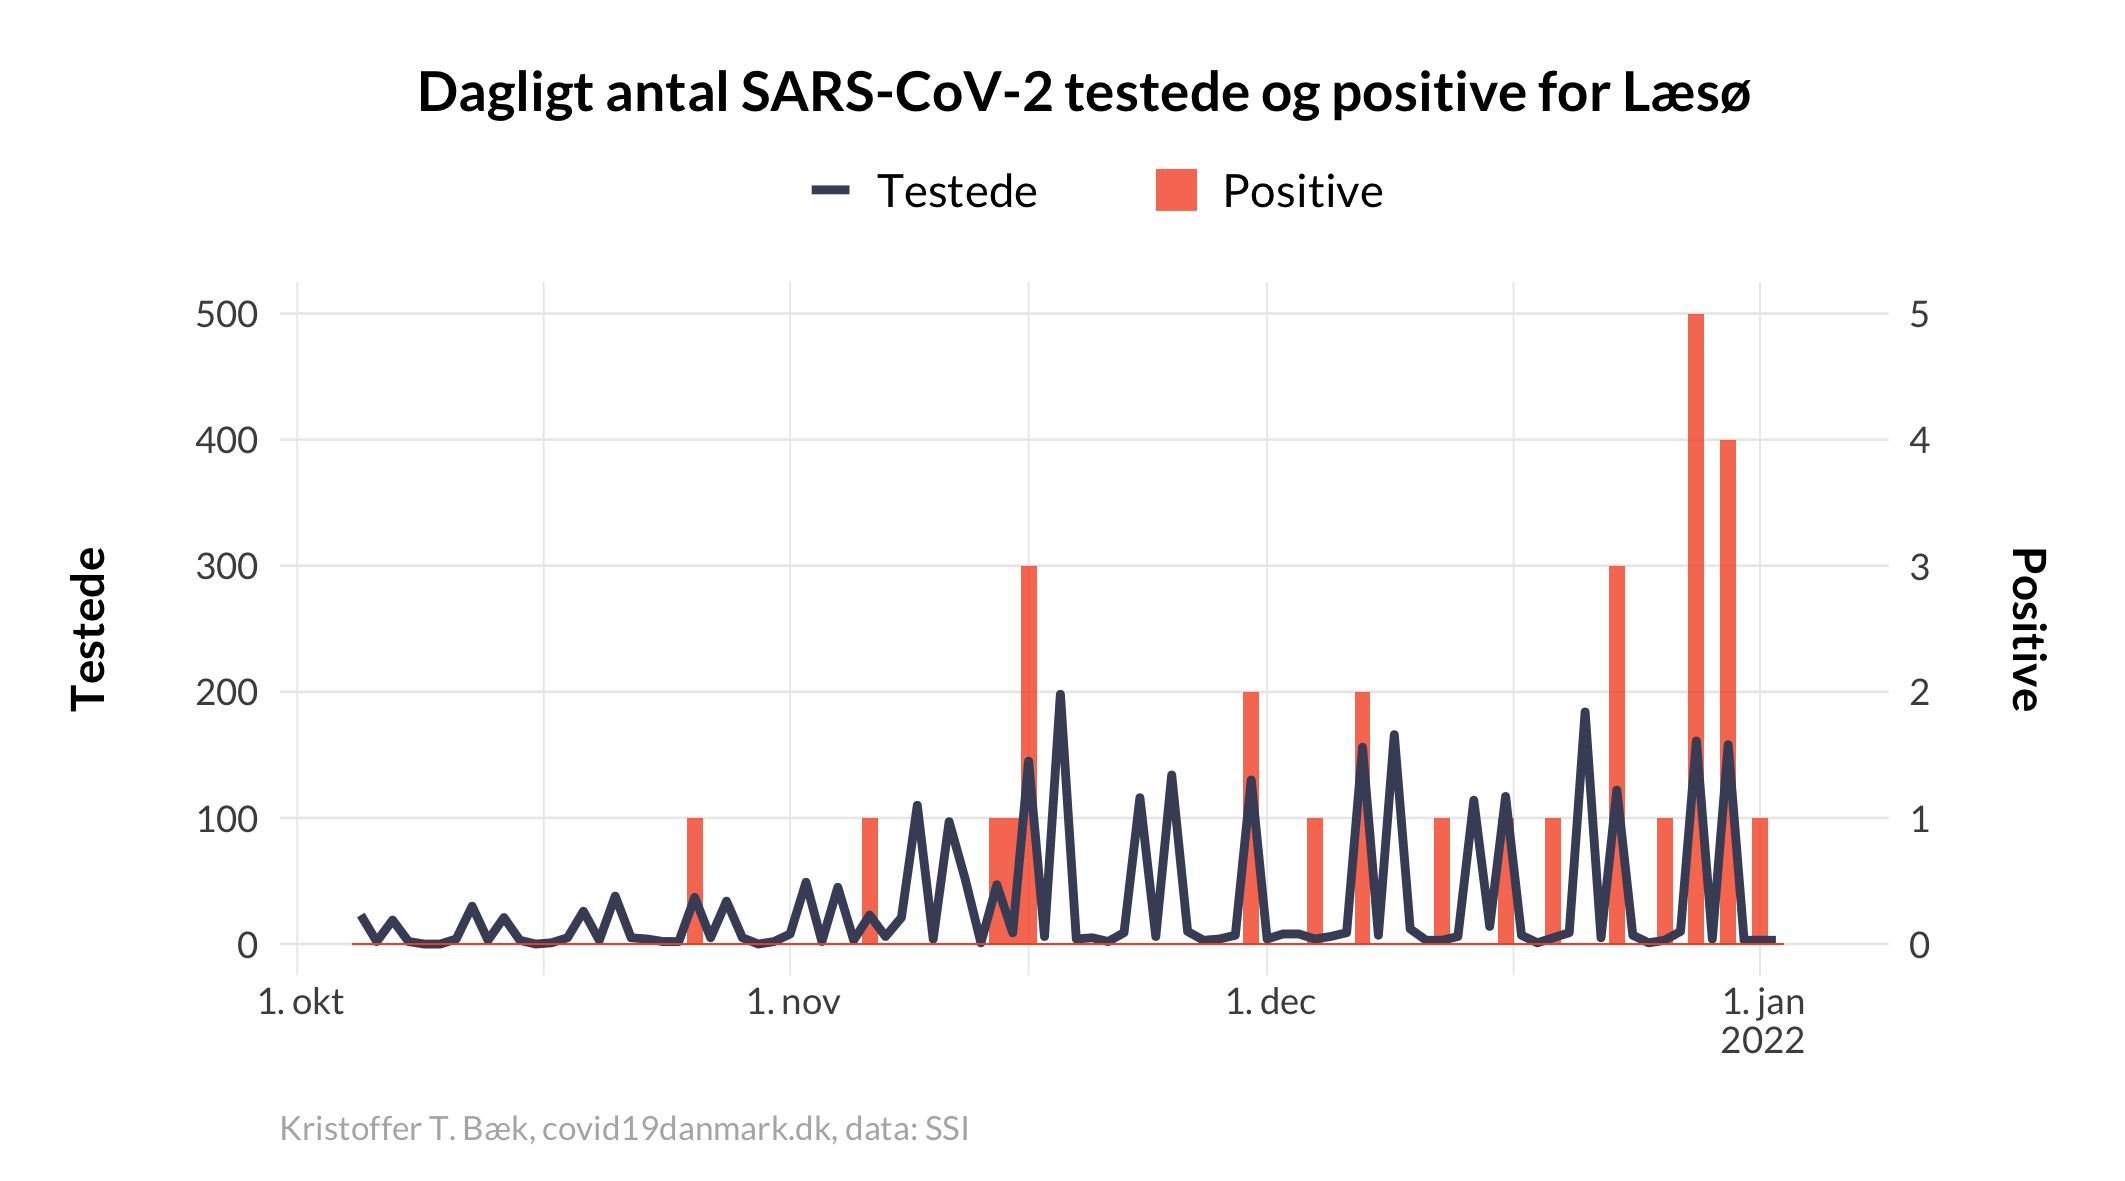 Dagligt antal SARS-CoV-2 testede og positive for Læsø
Testede
Positive
500
400
300
200
100
0
5
4
3
2
1
0
Testede
Positive
1. okt
1. nov
1. dec
1. jan
2022
Kristoffer T. Bæk, covid19danmark.dk, data: SSI